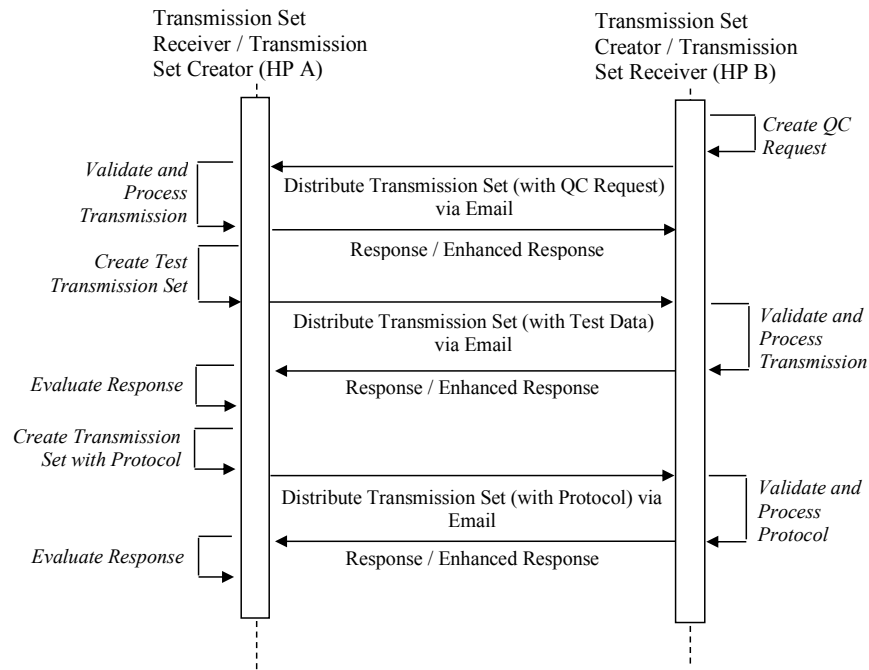 Transmission Set
Receiver / Transmission
Set Creator (HP A)
Transmission Set
Creator / Transmission
Set Receiver (HP B)
Create QC
Request
Validate and
Process
Transmission
Distribute Transmission Set (with QC Request)
via Email
Response / Enhanced Response
Create Test
Transmission Set
Distribute Transmission Set (with Test Data)
via Email
Validate and
Process
Transmission
Response / Enhanced Response
Evaluate Response
Create Transmission
Set with Protocol
Distribute Transmission Set (with Protocol) via
Email
Validate and
Process
Protocol
Response / Enhanced Response
Evaluate Response